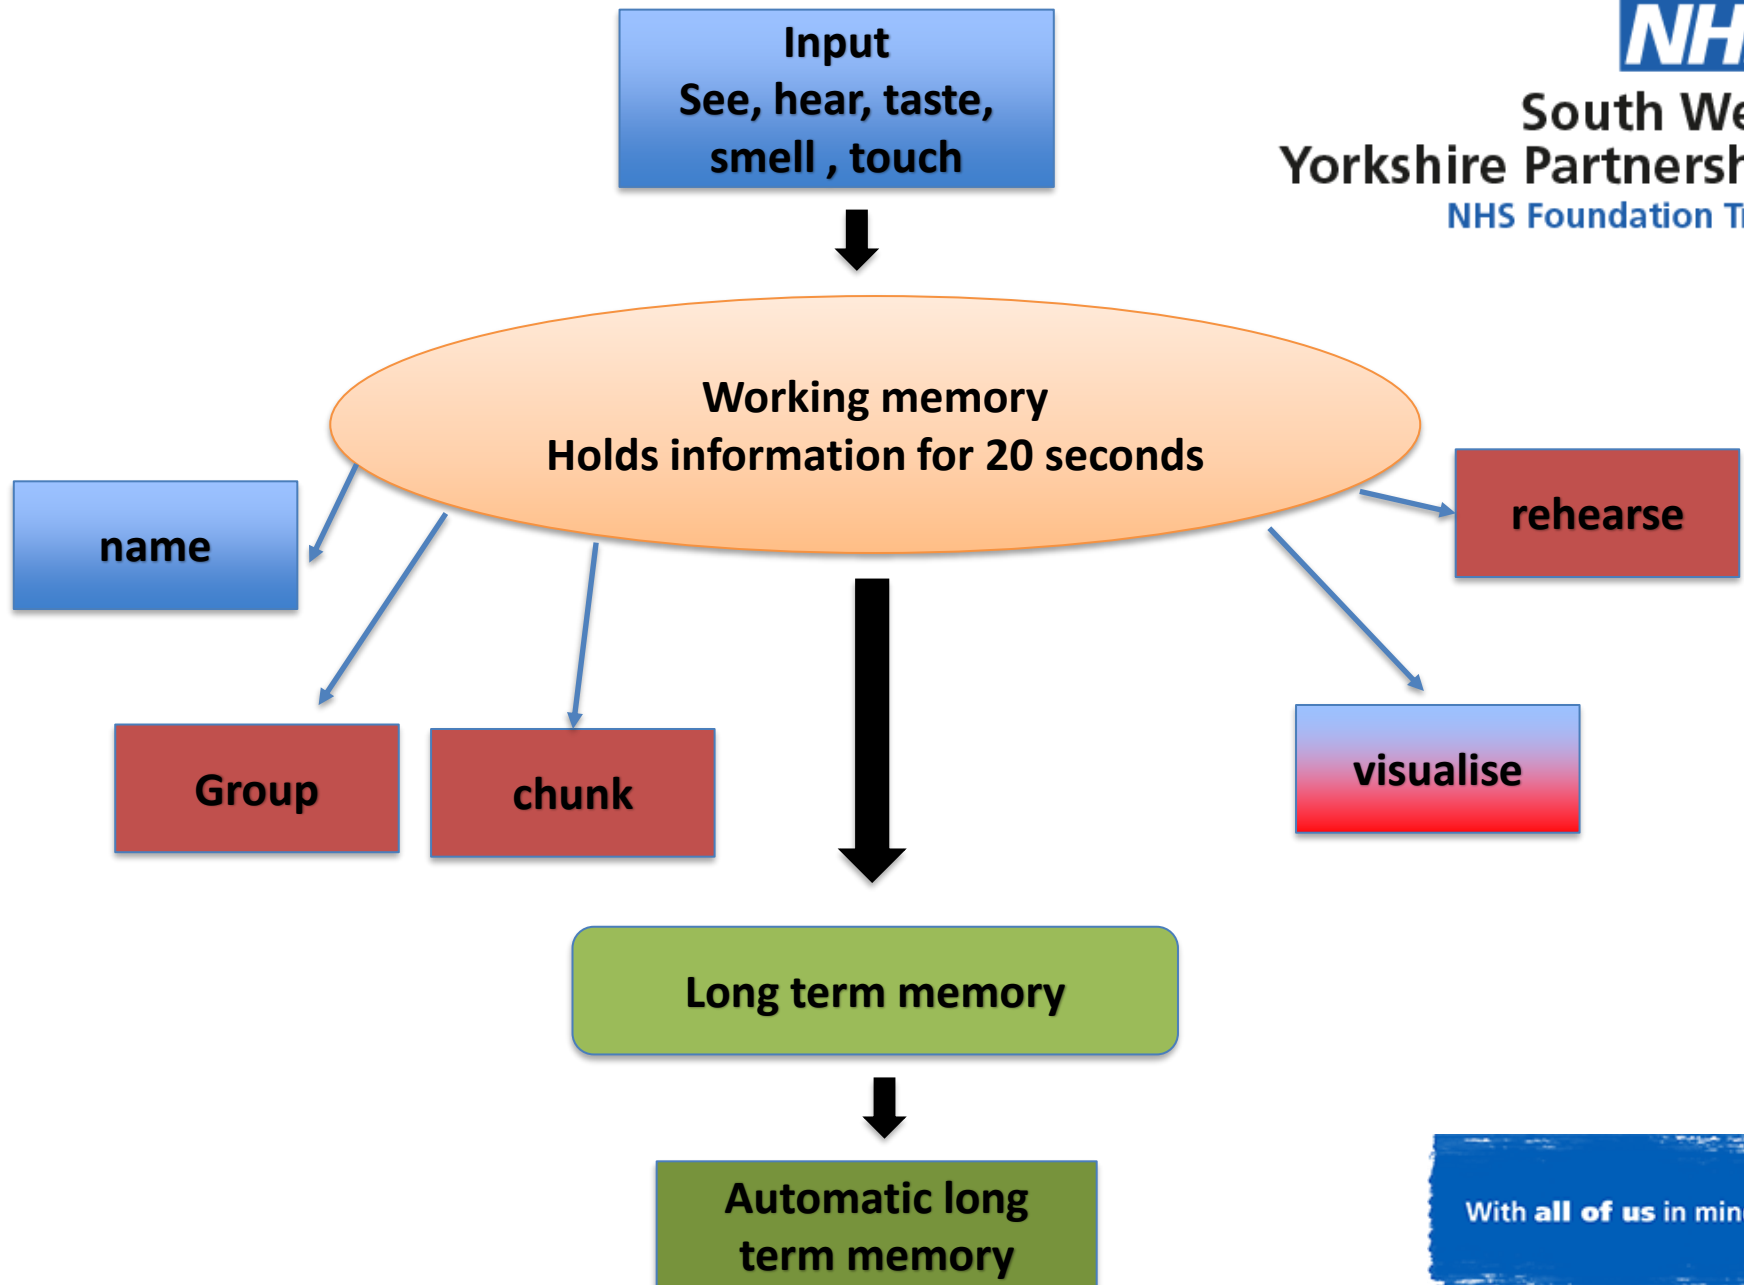 Input
See, hear, taste,
smell , touch
NH
South We
Yorkshire Partnersh
NHS Foundation T
Working memory
Holds information for 20 seconds
name
rehearse
Group
chunk
visualise
Long term memory
Automatic long
term memory
With all of us in min